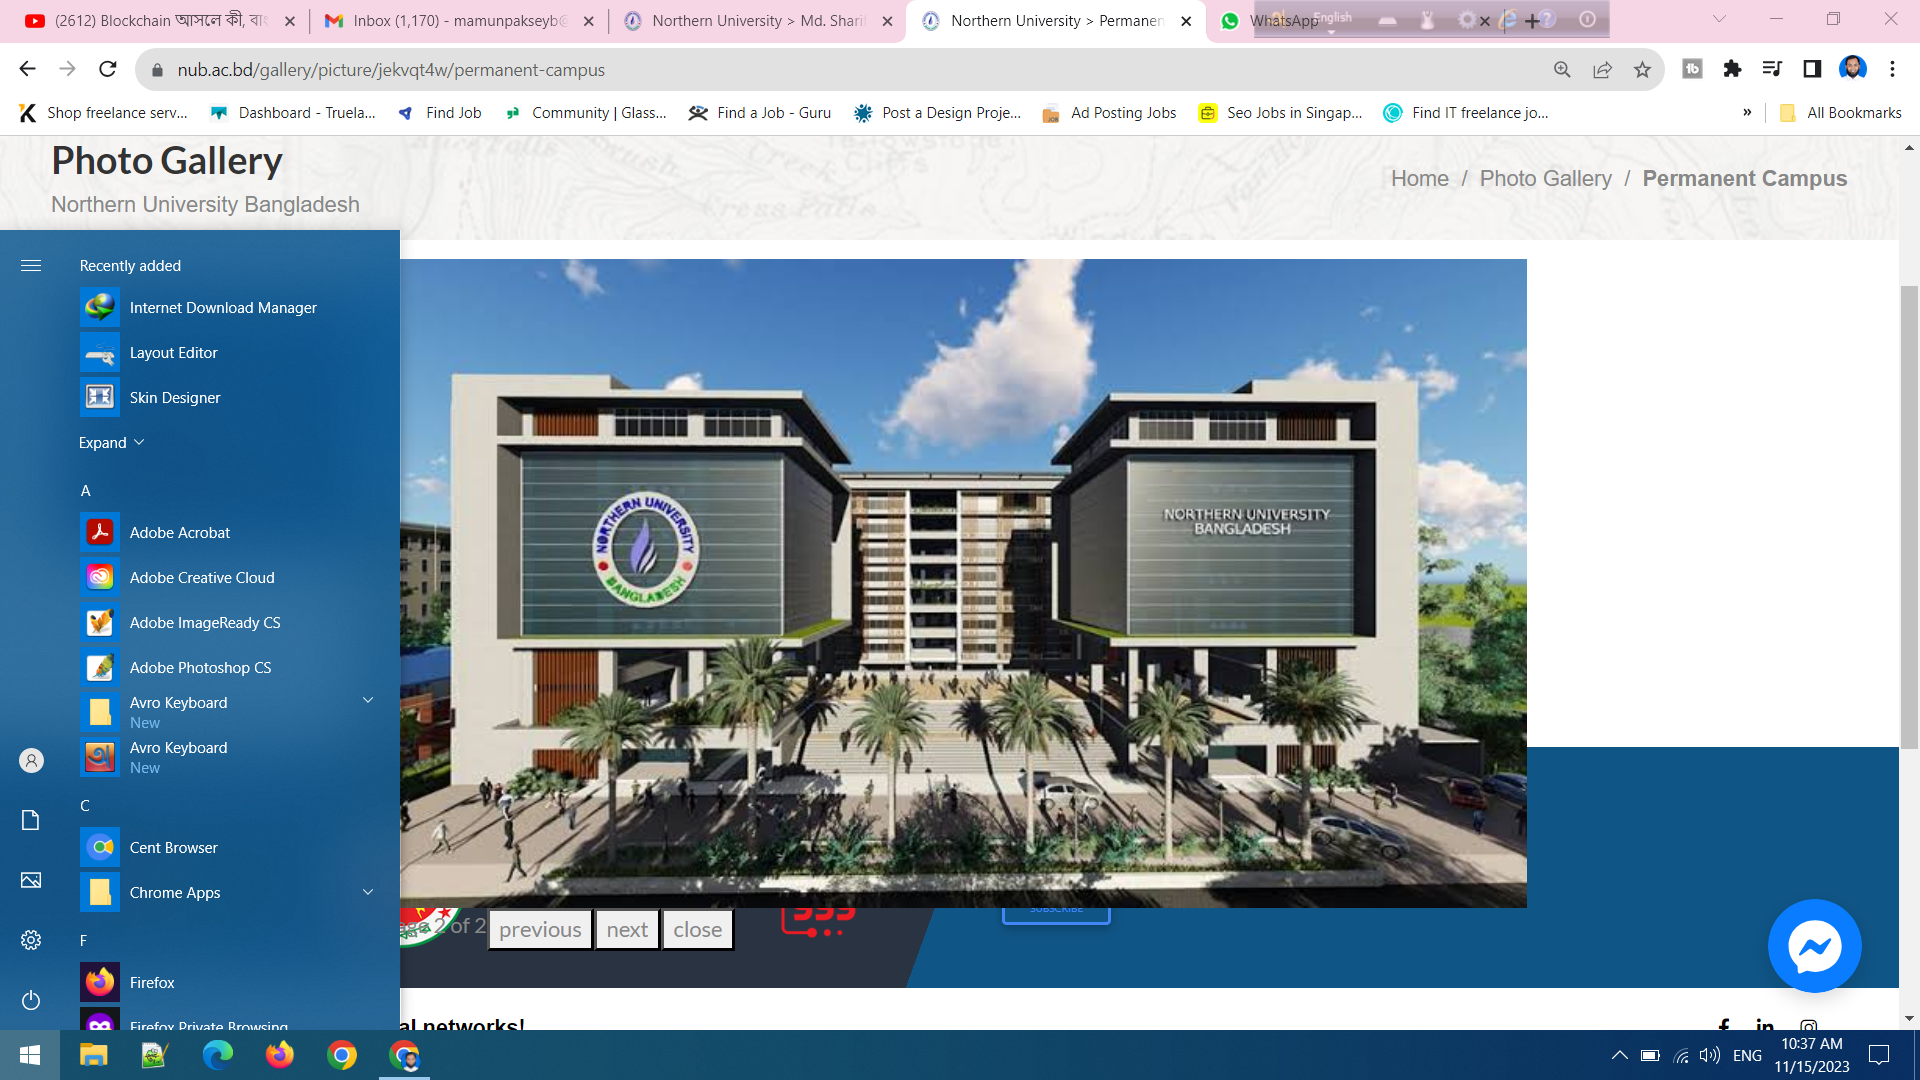 (2612) Blockchain আসলে কী, বাং
Inbox (1,170) - mamunpakseyb@
Northern University > Md. Shari
Northern University > Permanen
WhatsApp
English
nub.ac.bd/gallery/picture/jekvqt4w/permanent-campus
Shop freelance serv...
Dashboard - Truela...
Find Job
Community | Glass...
Find a Job - Guru
Post a Design Proje...
Ad Posting Jobs
Seo Jobs in Singap...
Find IT freelance jo...
»
All Bookmarks
Photo Gallery
Northern University Bangladesh
Home / Photo Gallery / Permanent Campus
Recently added
Internet Download Manager
Layout Editor
Skin Designer
Expand
A
Adobe Acrobat
Adobe Creative Cloud
Adobe ImageReady CS
Adobe Photoshop CS
Avro Keyboard
New
Avro Keyboard
New
C
Cent Browser
Chrome Apps
F
Firefox
Firefox Private Browsing
NORTHERN UNIVERSITY
BANGLADESH
NORTHERN UNIVERSITY
BANGLADESH
2 of 2
previous
next
close
SUBSCRIBE
al networks!
ENG
10:37 AM
11/15/2023